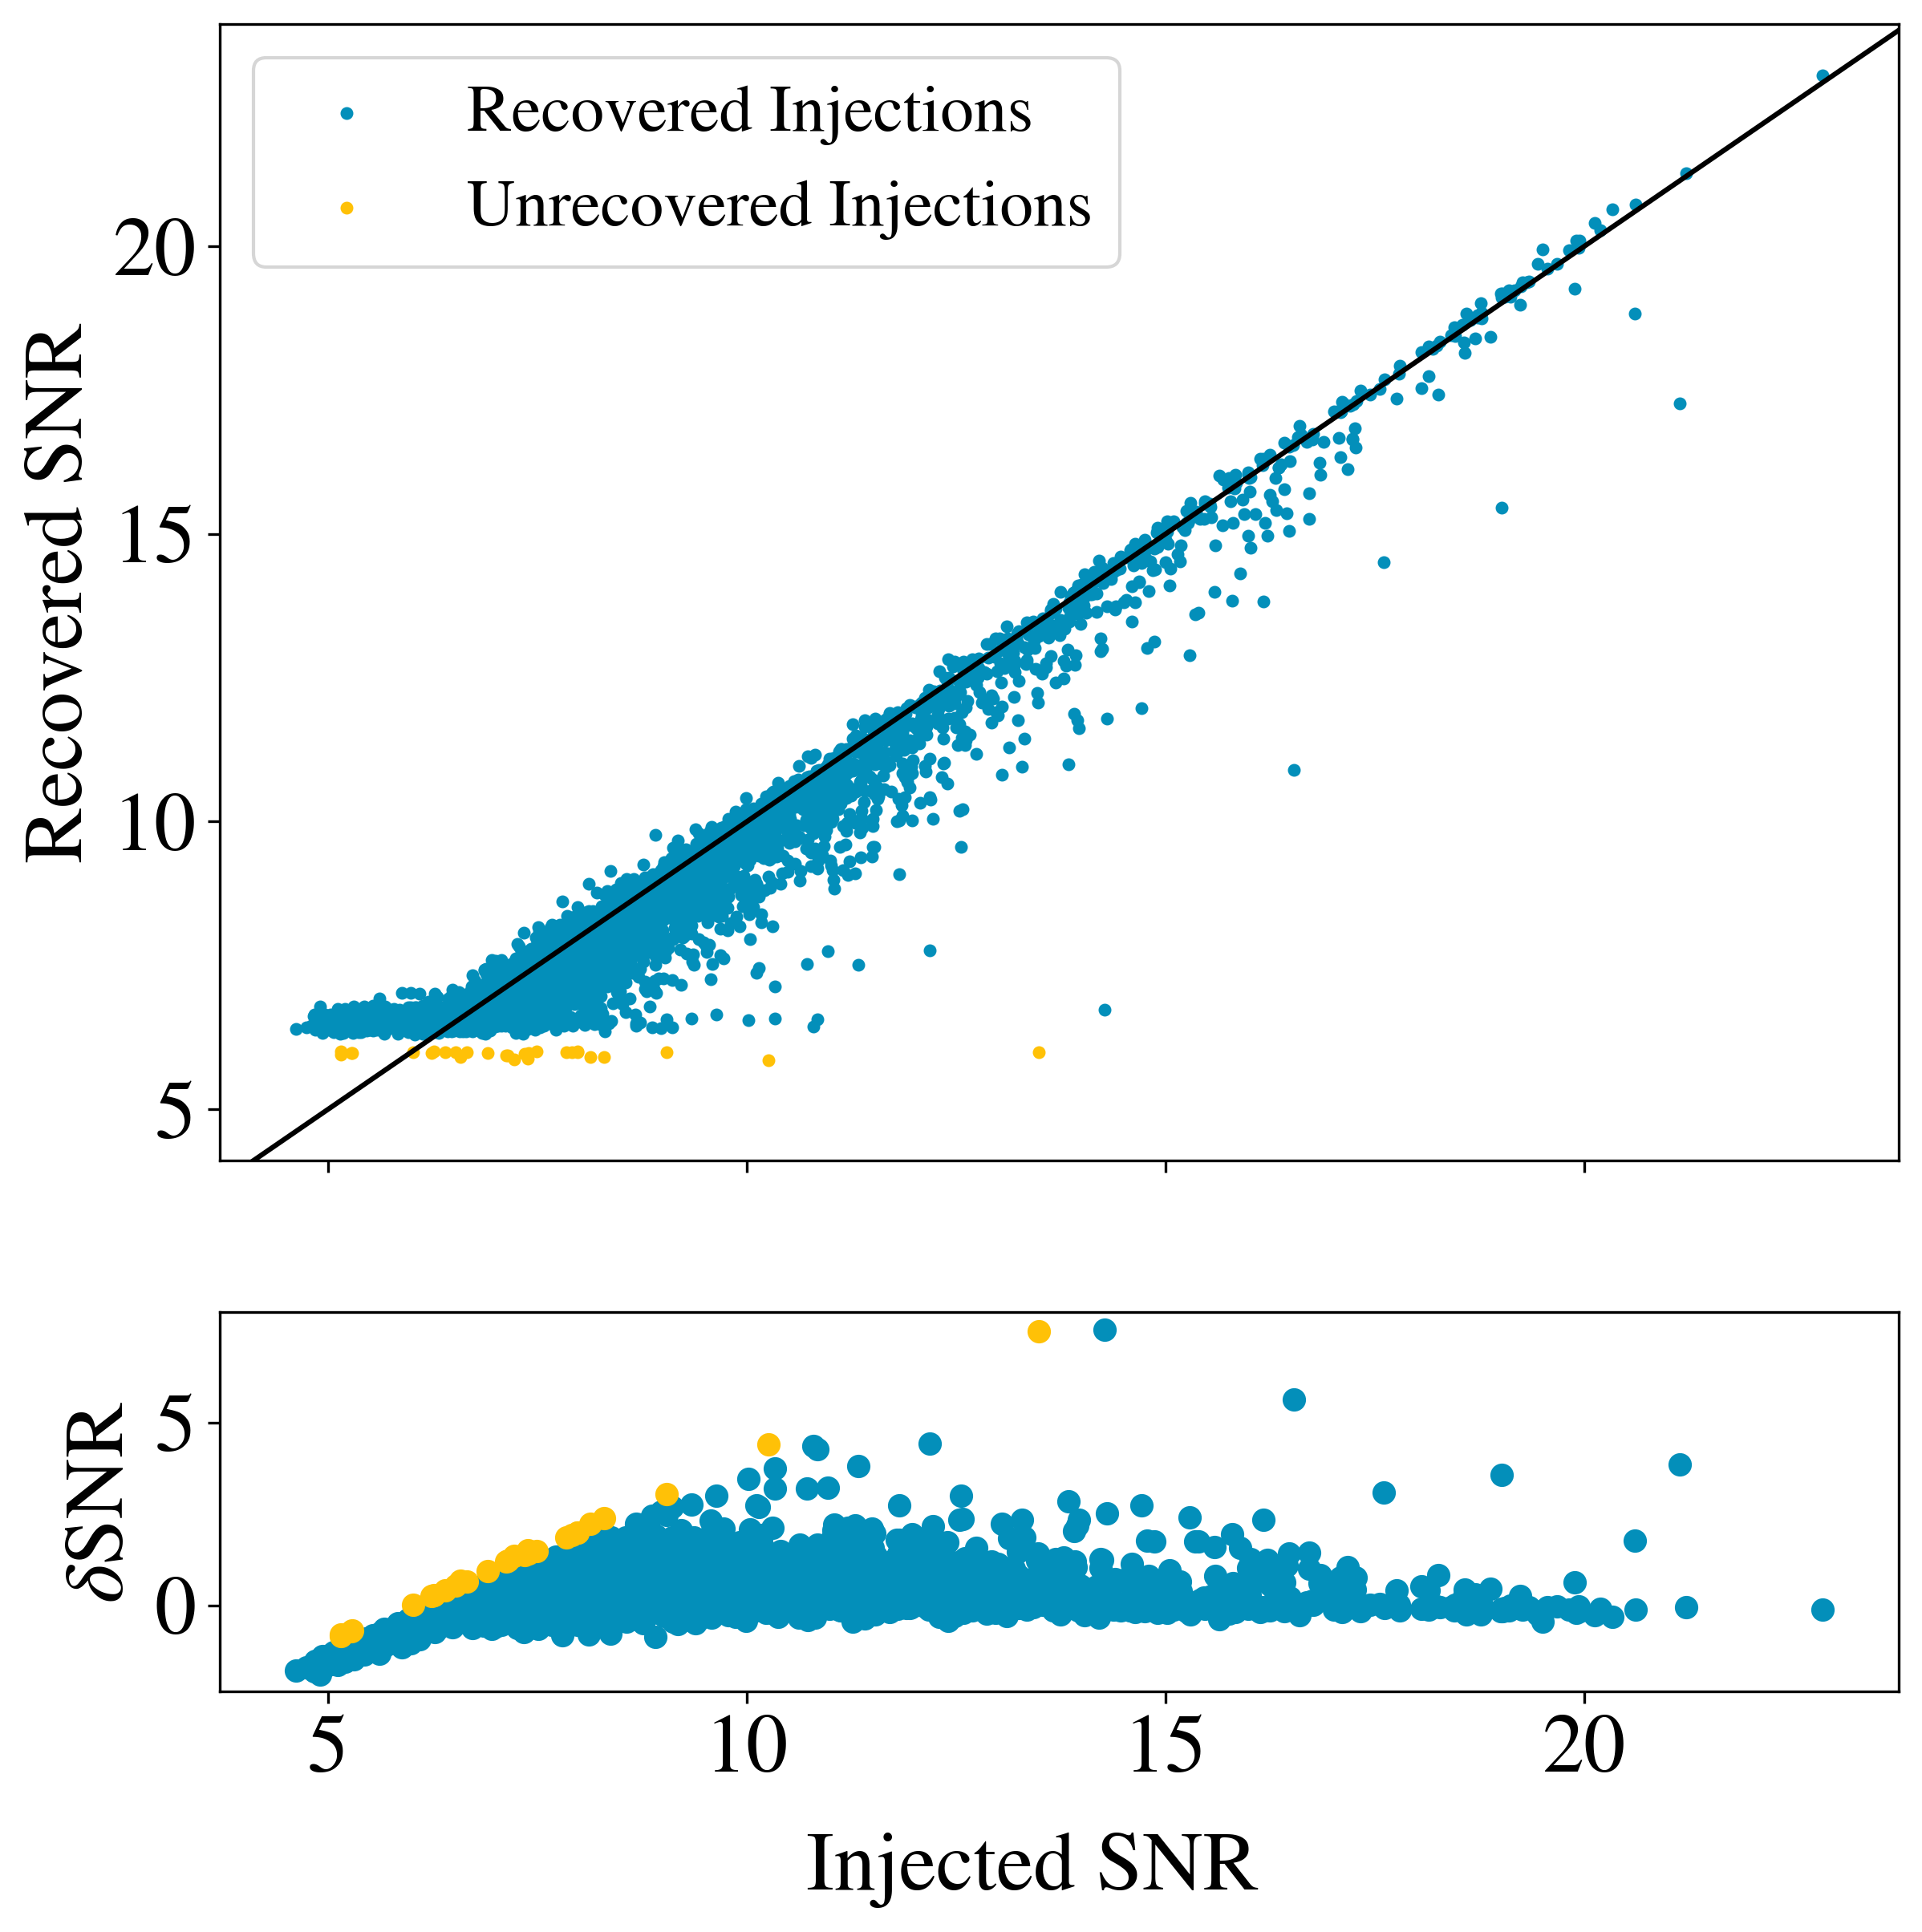 Recovered Injections
Unrecovered Injections
Recovered SNR
20
15
10
5
δSNR
5
0
5 10 15 20
Injected SNR